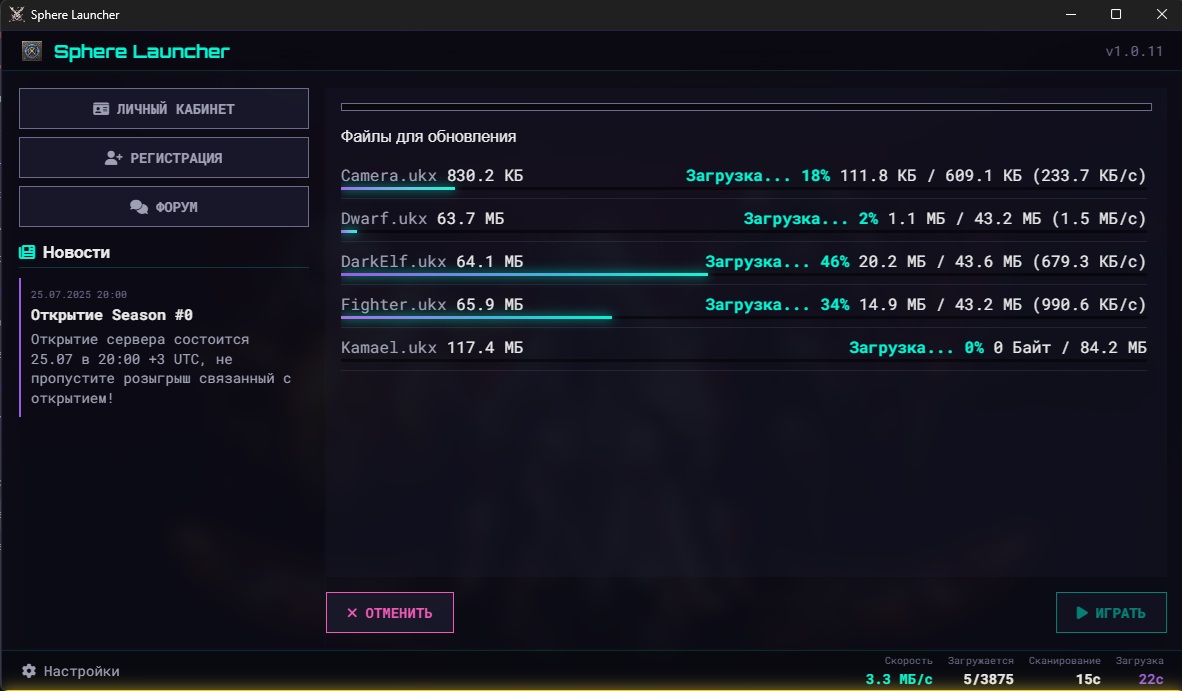 Sphere Launcher
Sphere Launcher
v1.0.11
ЛИЧНЫЙ КАБИНЕТ
РЕГИСТРАЦИЯ
ФОРУМ
Новости
25.07.2025 20:00
Открытие Season #0
Открытие сервера состоится
25.07 в 20:00 +3 UTC, не
пропустите розыгрыш связанный с
открытием!
Файлы для обновления
Camera.ukx 830.2 КБ Загрузка... 18% 111.8 КБ / 609.1 КБ (233.7 КБ/с)
Dwarf.ukx 63.7 МБ Загрузка... 2% 1.1 МБ / 43.2 МБ (1.5 МБ/с)
DarkElf.ukx 64.1 МБ Загрузка... 46% 20.2 МБ / 43.6 МБ (679.3 КБ/с)
Fighter.ukx 65.9 МБ Загрузка... 34% 14.9 МБ / 43.2 МБ (990.6 КБ/с)
Kamael.ukx 117.4 МБ Загрузка... 0% 0 Байт / 84.2 МБ
ОТМЕНИТЬ
ИГРАТЬ
Настройки
Скорость Загружается Сканирование Загрузка
3.3 МБ/с 5/3875 15с 22с